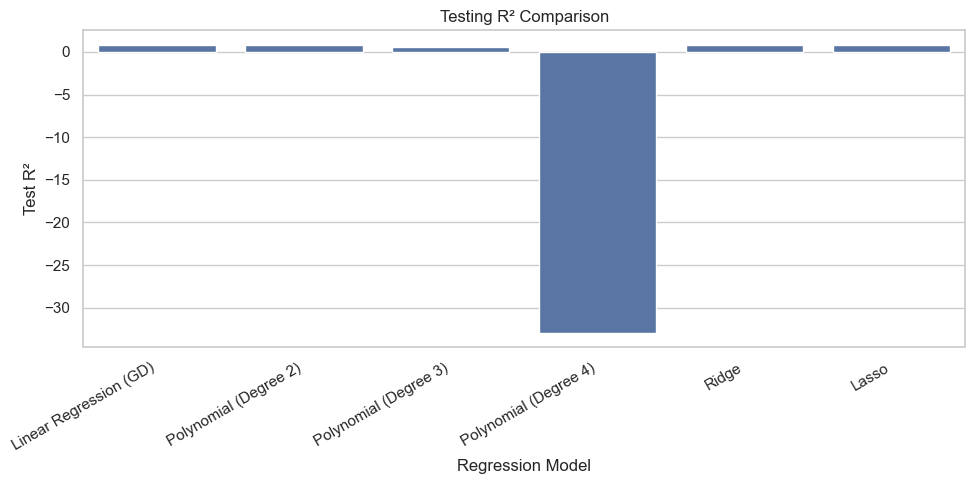 Testing R² Comparison
Test R²
0
−5
−10
−15
−20
−25
−30
Linear Regression (GD)
Polynomial (Degree 2)
Polynomial (Degree 3)
Polynomial (Degree 4)
Ridge
Lasso
Regression Model